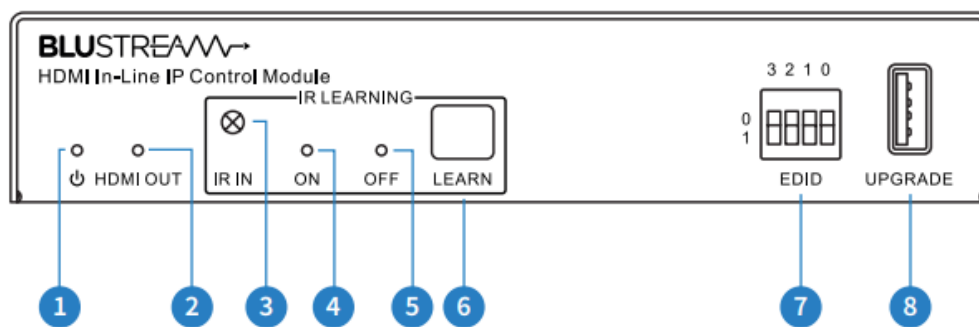 BLUSTREAM
HDMI In-Line IP Control Module
IR LEARNING
3 2 1 0
0
1
⏻ HDMI OUT
IR IN
ON
OFF
LEARN
EDID
UPGRADE
1
2
3
4
5
6
7
8